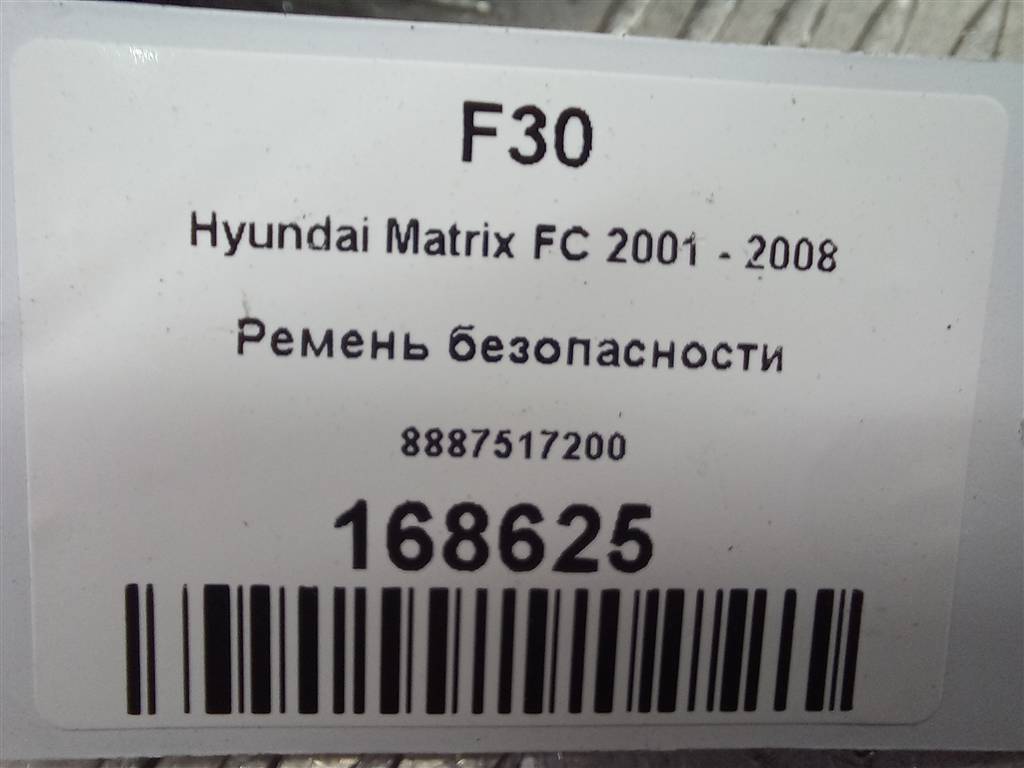 F30
Hyundai Matrix FC 2001 - 2008
Ремень безопасности
8887517200
168625